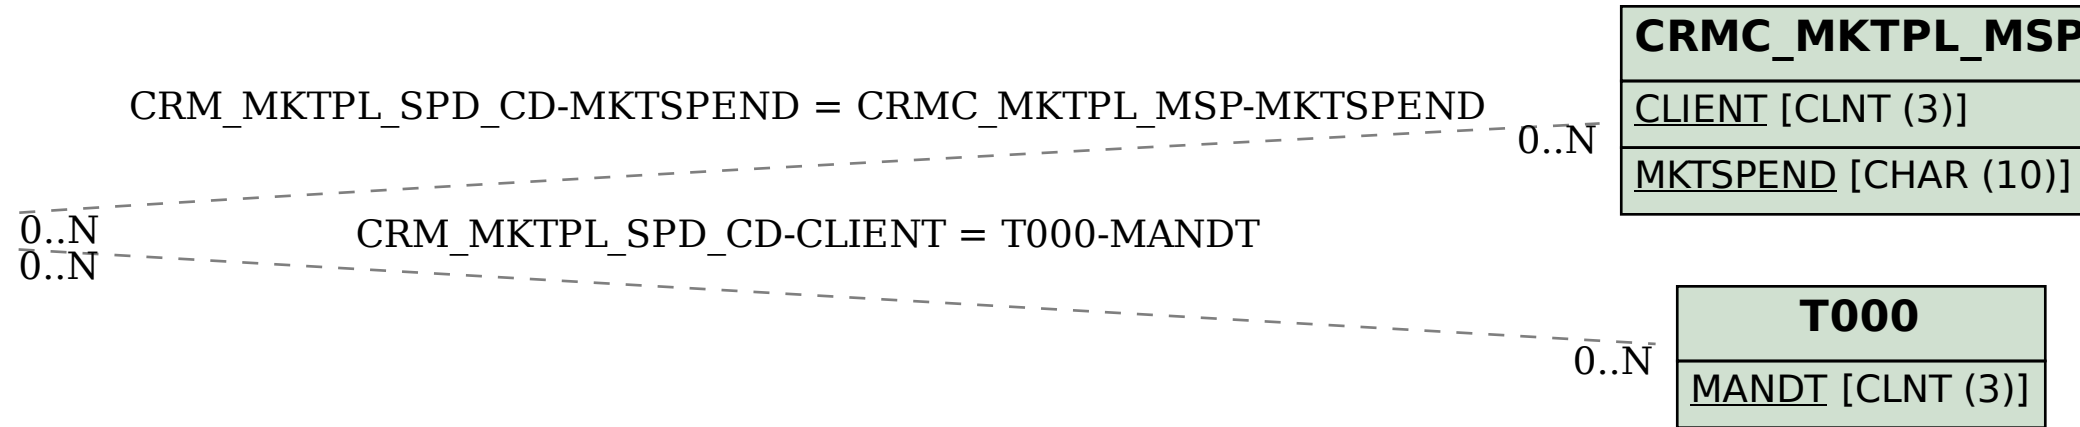 CRMC_MKTPL_MSP
CRM_MKTPL_SPD_CD-MKTSPEND = CRMC_MKTPL_MSP-MKTSPEND
CLIENT [CLNT (3)]
0..N
MKTSPEND [CHAR (10)]
0..N
CRM_MKTPL_SPD_CD-CLIENT = T000-MANDT
0..N
T000
0..N
MANDT [CLNT (3)]